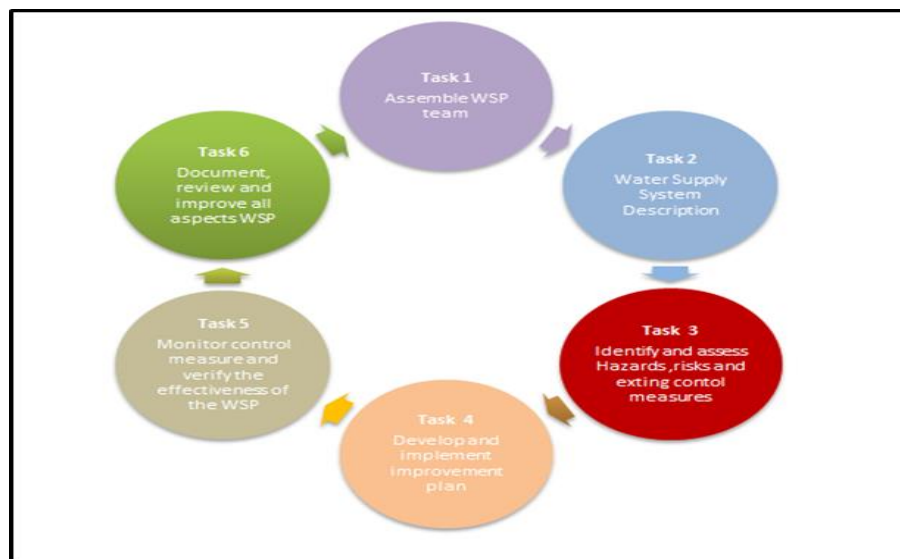 Task 1
Assemble WSP
team
Task 2
Water Supply
System
Description
Task 3
Identify and assess
Hazards ,risks and
exting contol
measures
Task 4
Develop and
implement
improvement
plan
Task 5
Monitor control
measure and
verify the
effectiveness of
the WSP
Task 6
Document,
review and
improve all
aspects WSP